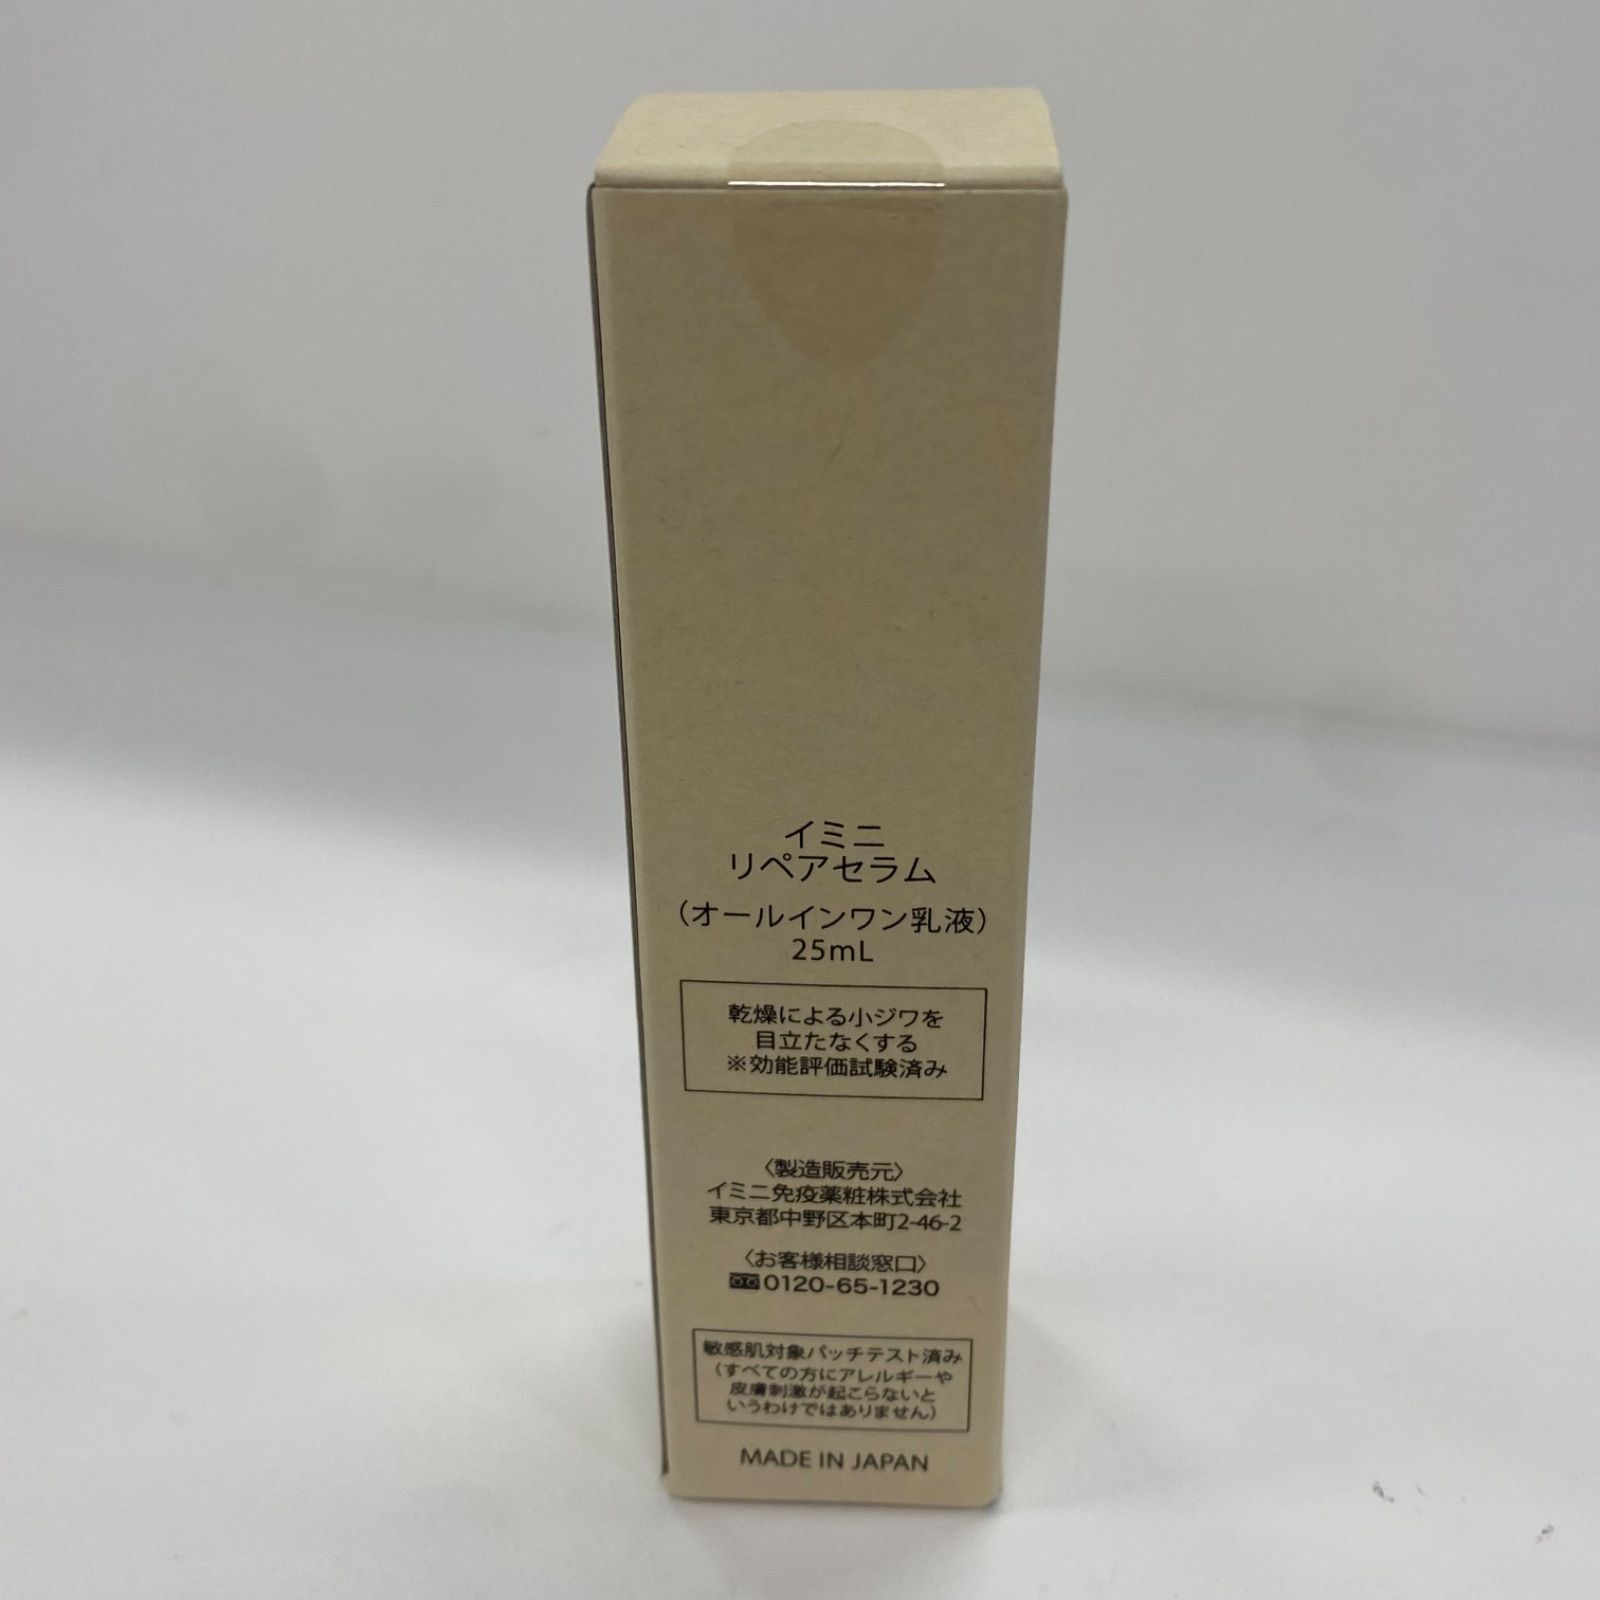 イミニ
リペアセラム
（オールインワン乳液）
25mL
乾燥による小ジワを
目立たなくする
※効能評価試験済み
〈製造販売元〉
イミニ免疫薬粧株式会社
東京都中野区本町2-46-2
〈お客様相談窓口〉
0120-65-1230
敏感肌対象パッチテスト済み
（すべての方にアレルギーや
皮膚刺激が起こらないと
いうわけではありません）
MADE IN JAPAN